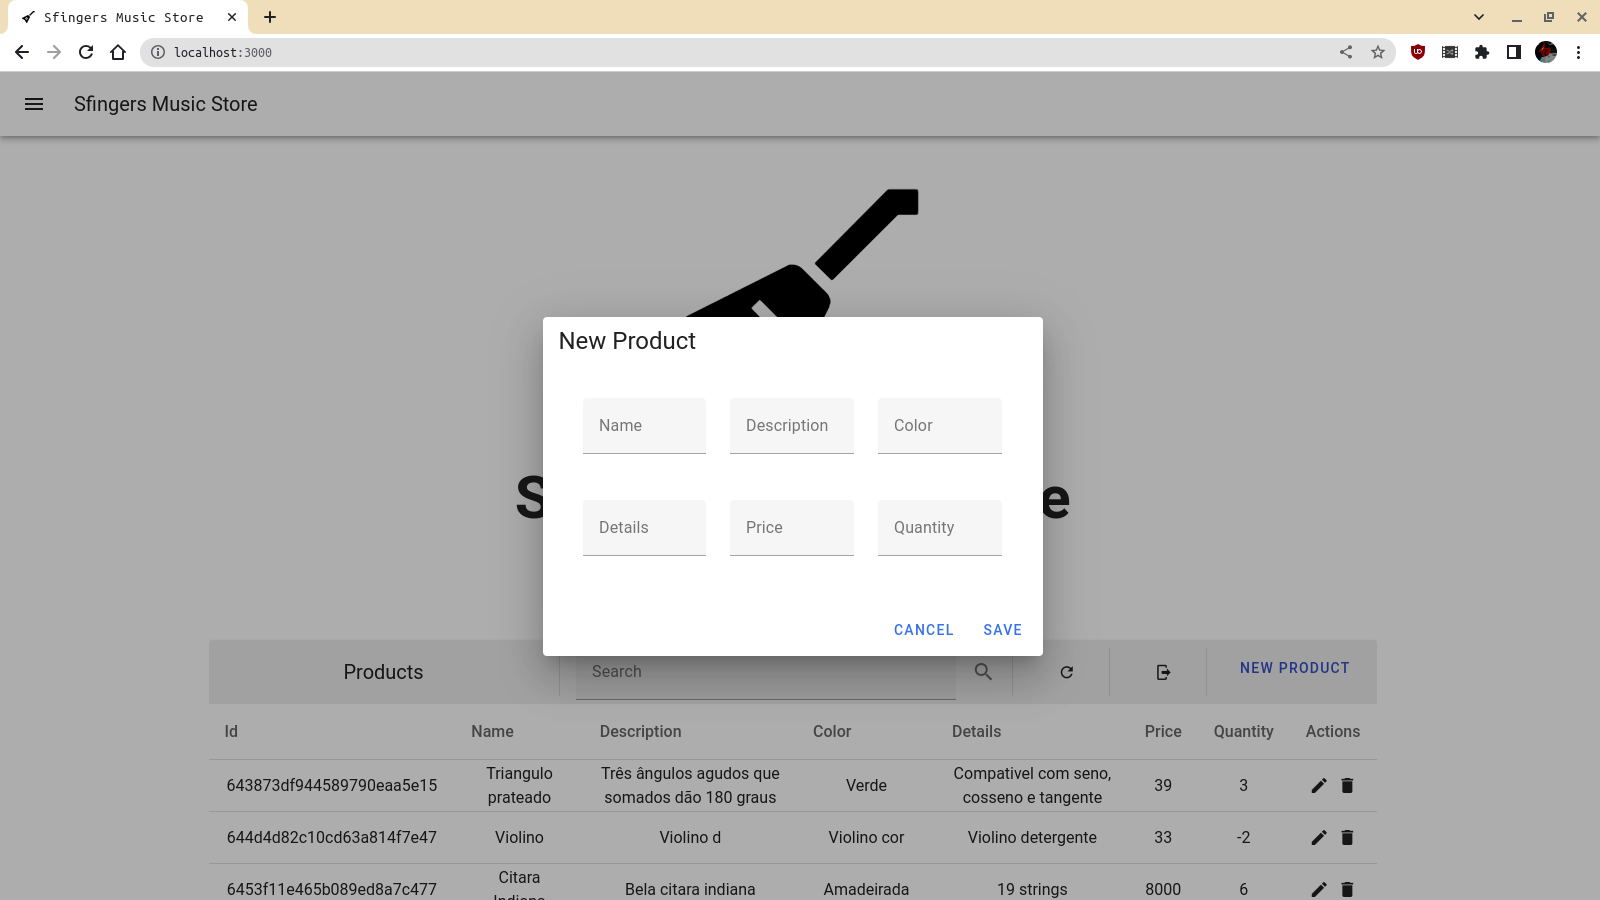 Sfingers Music Store
localhost:3000
Sfingers Music Store
New Product
Name Description Color
Details Price Quantity
CANCEL SAVE
S e
Products Search NEW PRODUCT
Id Name Description Color Details Price Quantity Actions
643873df944589790eaa5e15 Triangulo prateado Três ângulos agudos que somados dão 180 graus Verde Compativel com seno, cosseno e tangente 39 3
644d4d82c10cd63a814f7e47 Violino Violino d Violino cor Violino detergente 33 -2
6453f11e465b089ed8a7c477 Citara Indiana Bela citara indiana Amadeirada 19 strings 8000 6